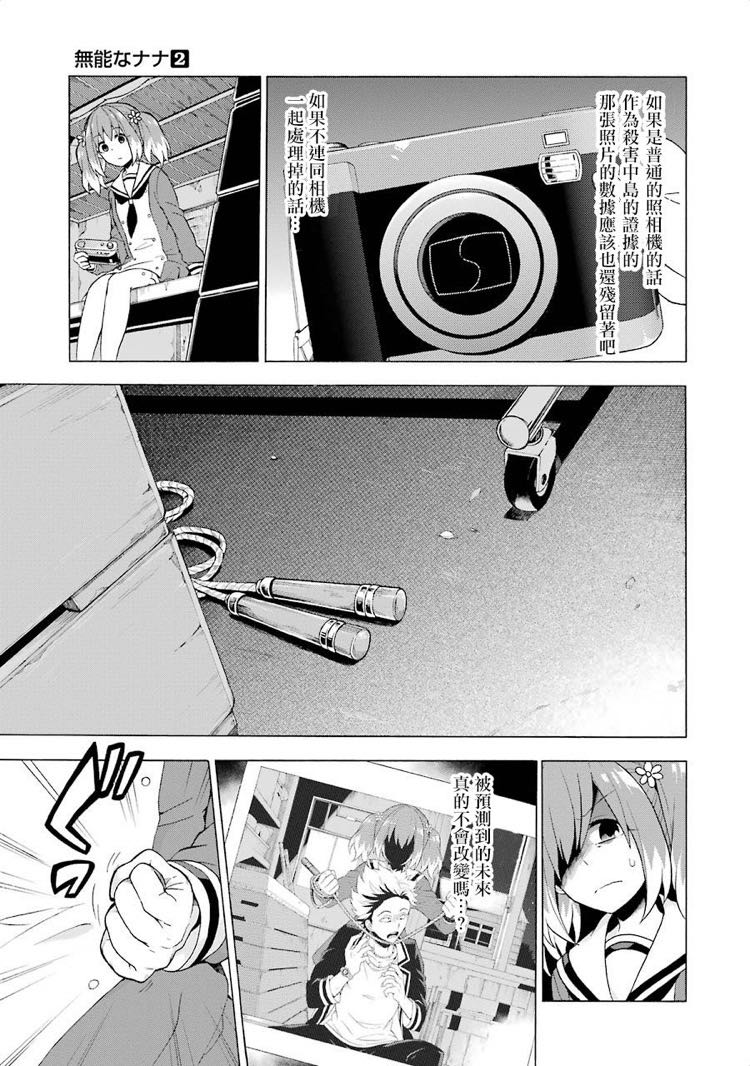 無能なナナ2
如果是普通的照相機的話
作為殺害中島的證據的
那張照片的數據應該也還殘留著吧
如果不連同相機
一起處理掉的話…
被預測到的未來
真的不會改變嗎…?
グッ